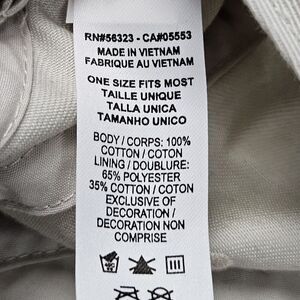 RN#56323 - CA#05553
MADE IN VIETNAM
FABRIQUE AU VIETNAM
ONE SIZE FITS MOST
TAILLE UNIQUE
TALLA UNICA
TAMANHO UNICO
BODY / CORPS: 100%
COTTON / COTON
LINING / DOUBLURE:
65% POLYESTER
35% COTTON / COTON
EXCLUSIVE OF
DECORATION /
DECORATION NON
COMPRISE